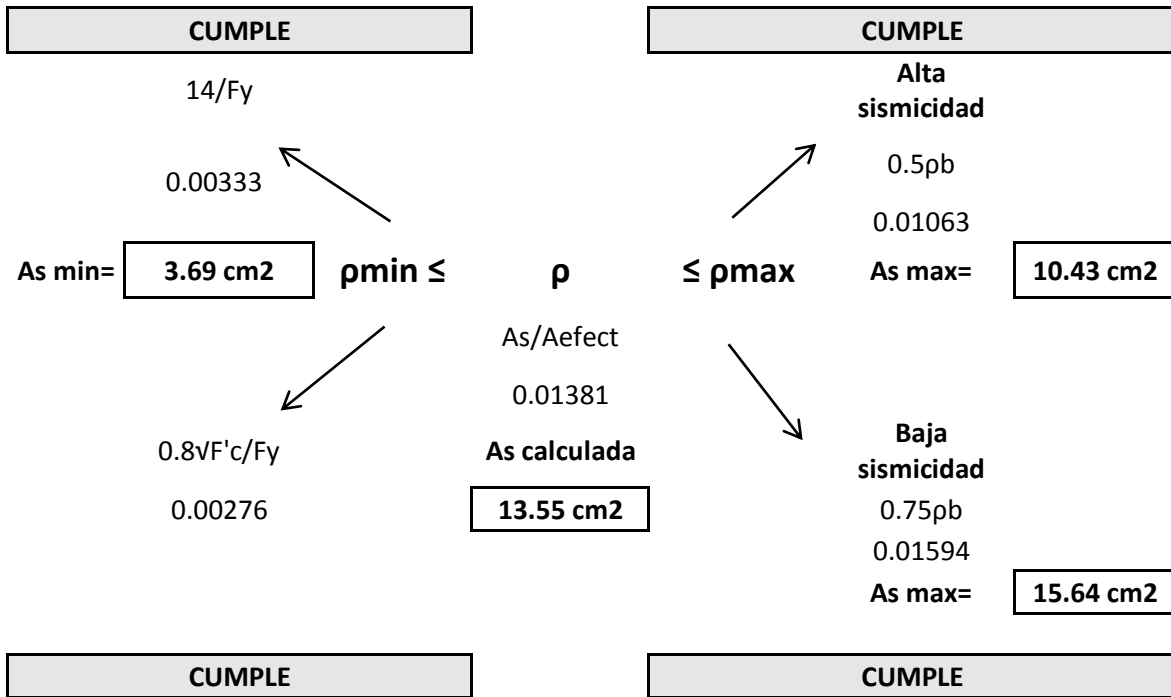 CUMPLE CUMPLE
14/Fy
Alta
sismicidad
0.00333
0.5ρb
0.01063
As min= 3.69 cm2 ρmin ≤ ρ ≤ ρmax As max= 10.43 cm2
As/Aefect
0.01381
0.8√F'c/Fy
As calculada
Baja
sismicidad
0.00276
13.55 cm2
0.75ρb
0.01594
As max= 15.64 cm2
CUMPLE CUMPLE